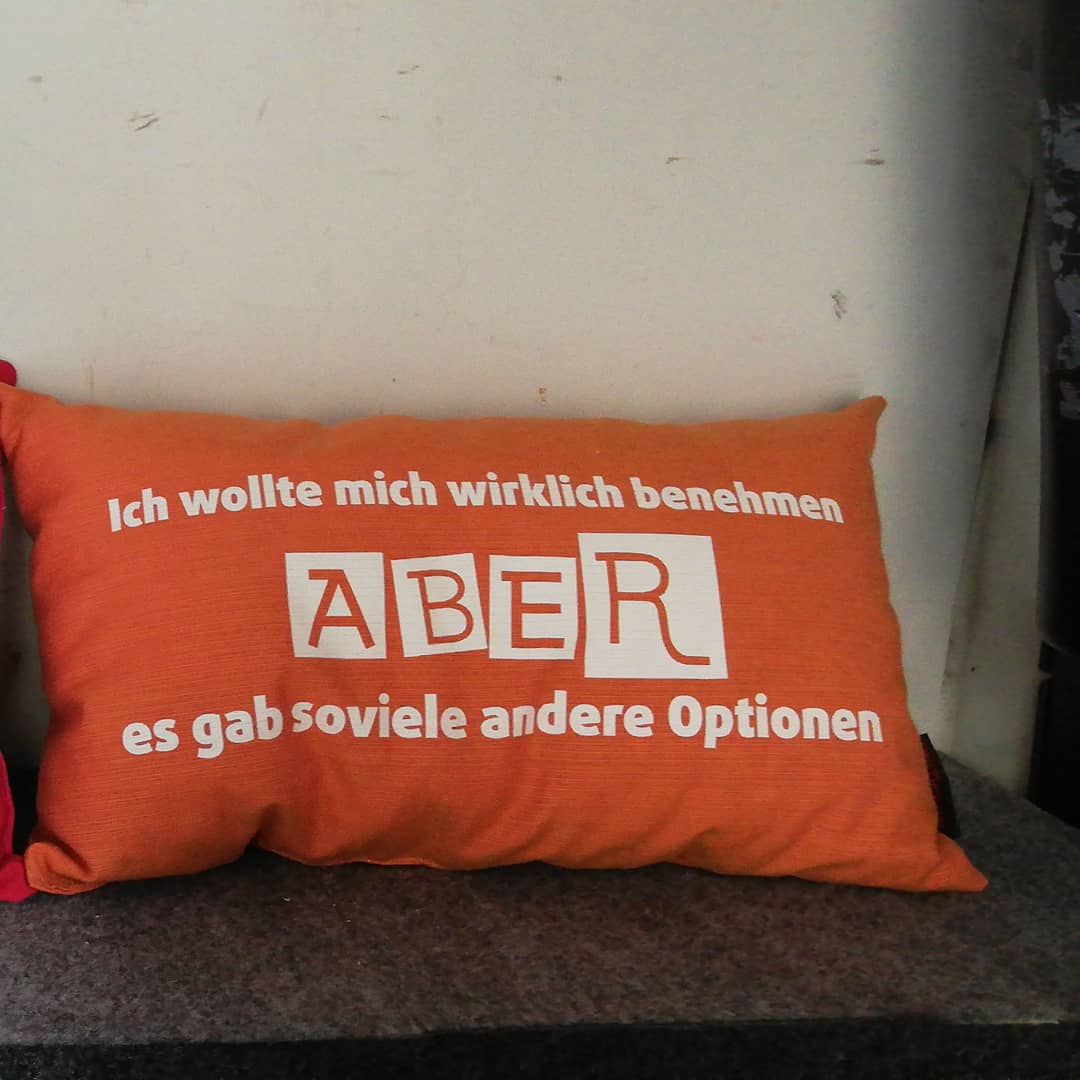 Ich wollte mich wirklich benehmen
ABER
es gab soviele andere Optionen